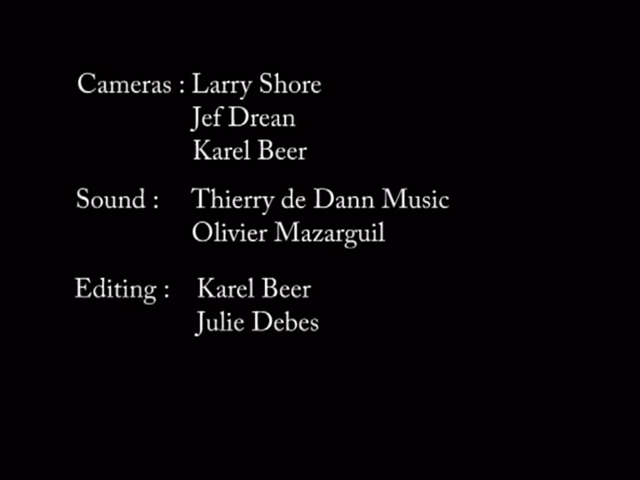 Cameras : Larry Shore
Jef Drean
Karel Beer
Sound : Thierry de Dann Music
Olivier Mazarguil
Editing : Karel Beer
Julie Debes